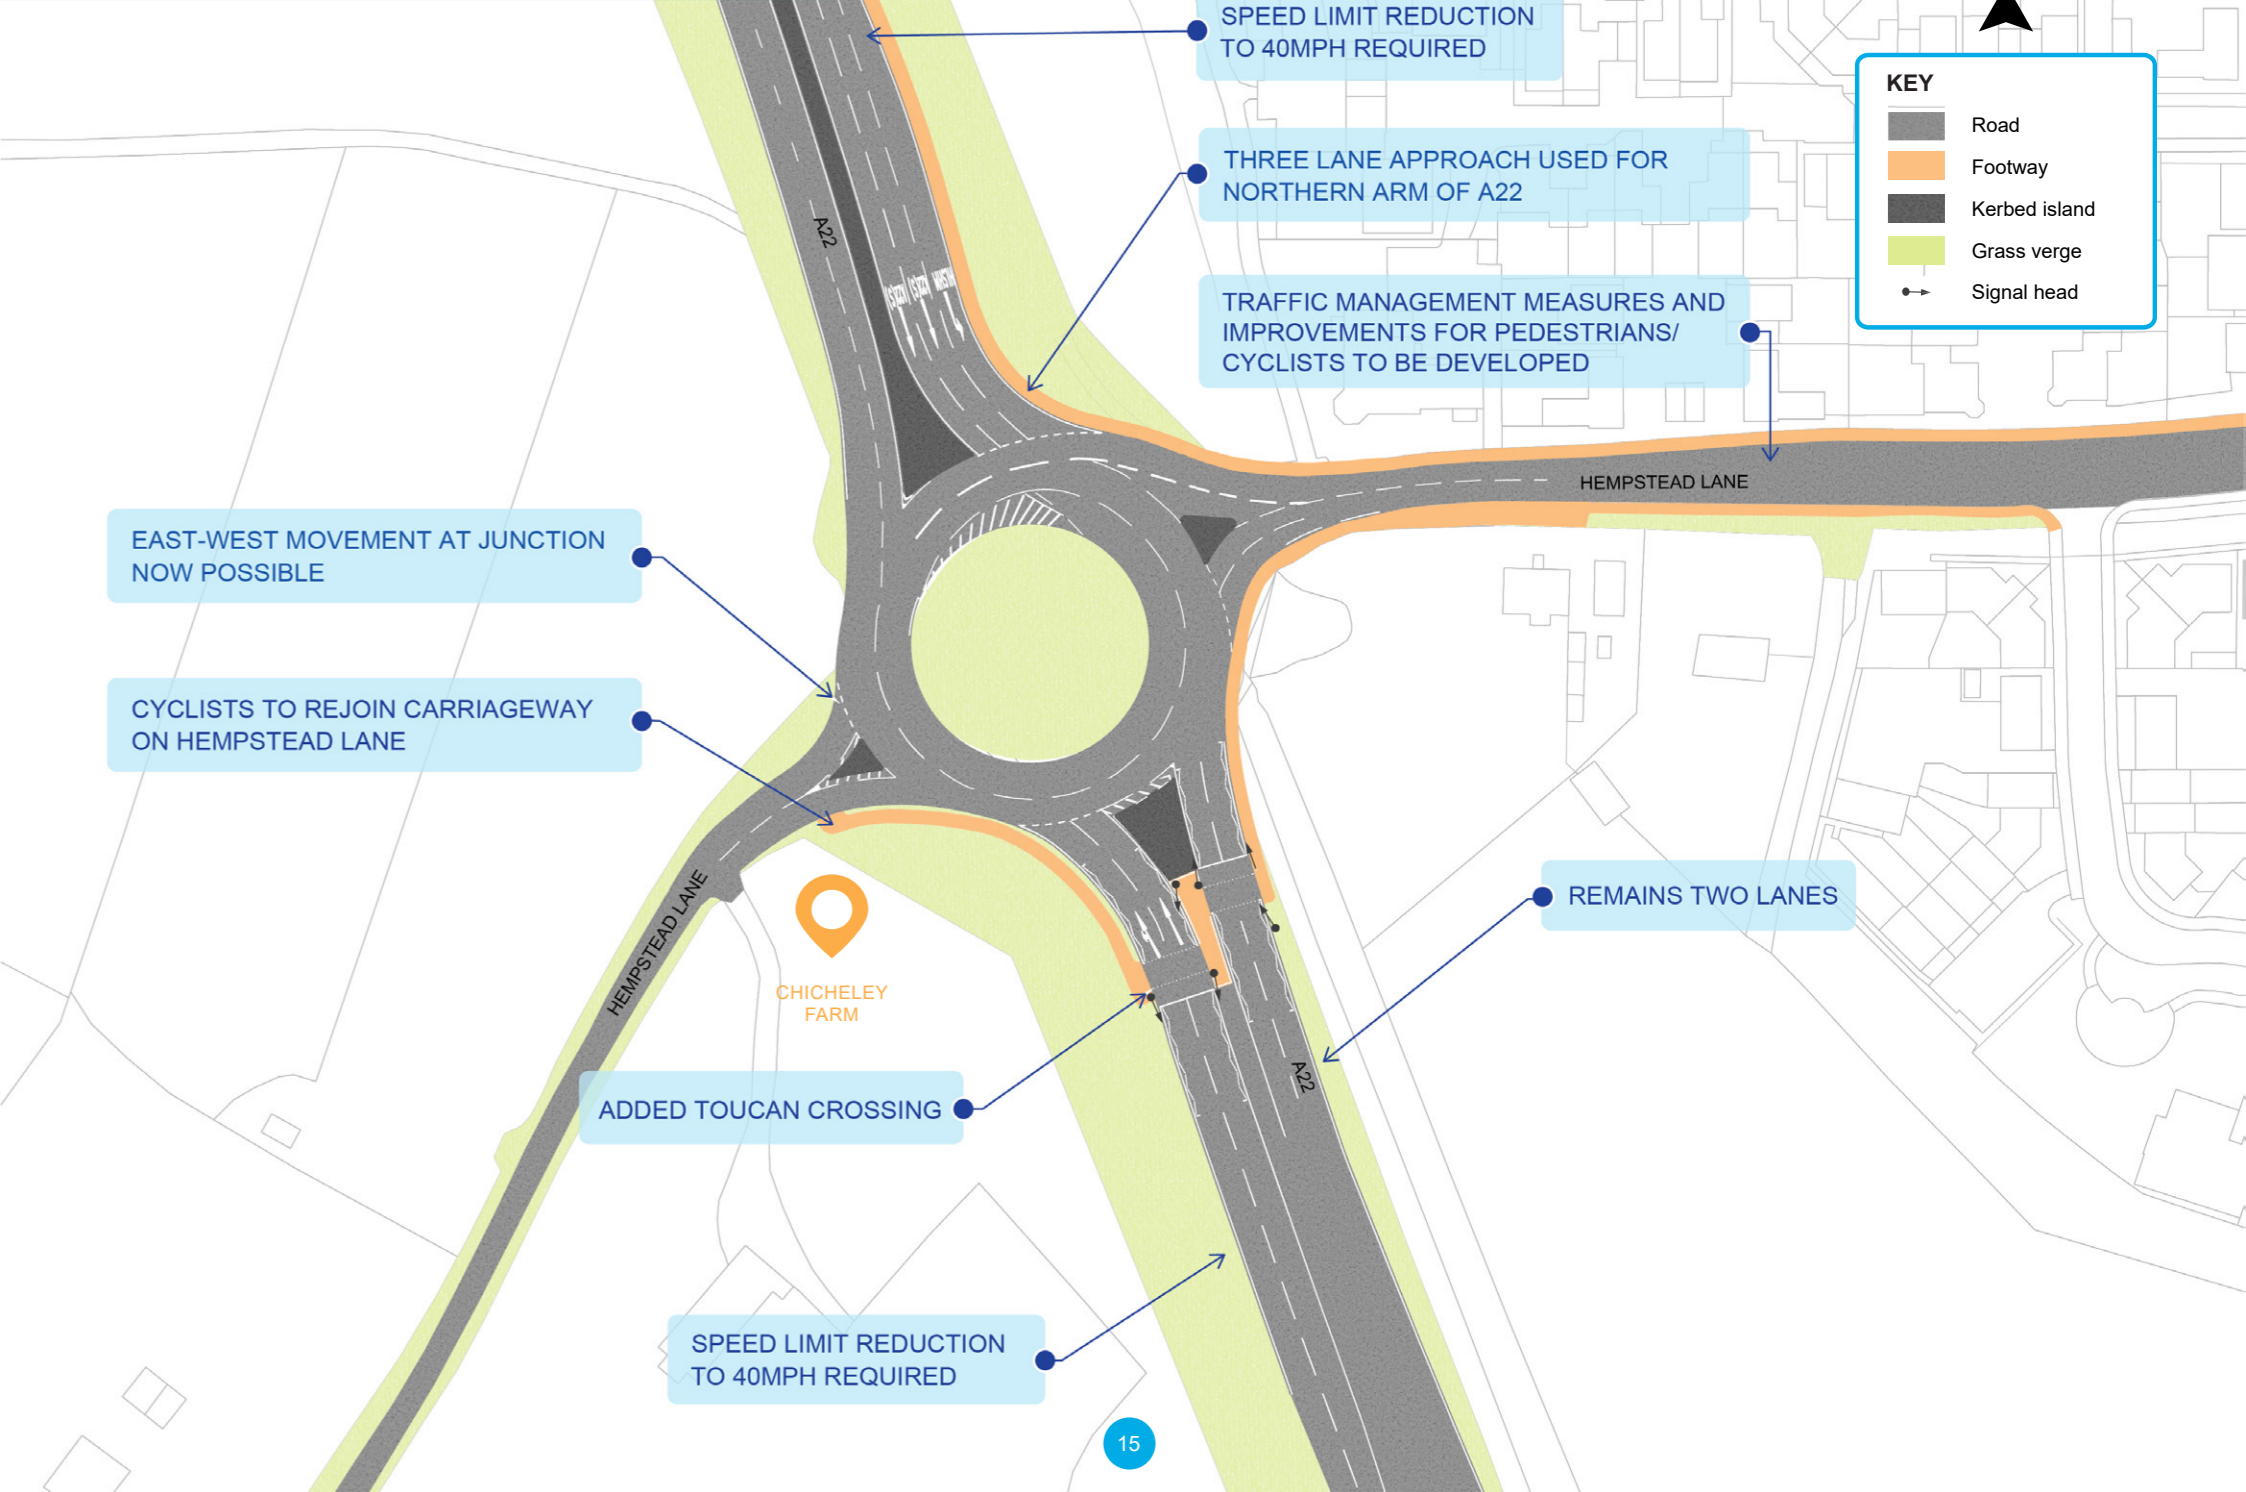 SPEED LIMIT REDUCTION
TO 40MPH REQUIRED
KEY
Road
Footway
Kerbed island
Grass verge
Signal head
THREE LANE APPROACH USED FOR
NORTHERN ARM OF A22
A22
TRAFFIC MANAGEMENT MEASURES AND
IMPROVEMENTS FOR PEDESTRIANS/
CYCLISTS TO BE DEVELOPED
HEMPSTEAD LANE
EAST-WEST MOVEMENT AT JUNCTION
NOW POSSIBLE
CYCLISTS TO REJOIN CARRIAGEWAY
ON HEMPSTEAD LANE
REMAINS TWO LANES
HEMPSTEAD LANE
CHICHELEY
FARM
A22
ADDED TOUCAN CROSSING
SPEED LIMIT REDUCTION
TO 40MPH REQUIRED
15